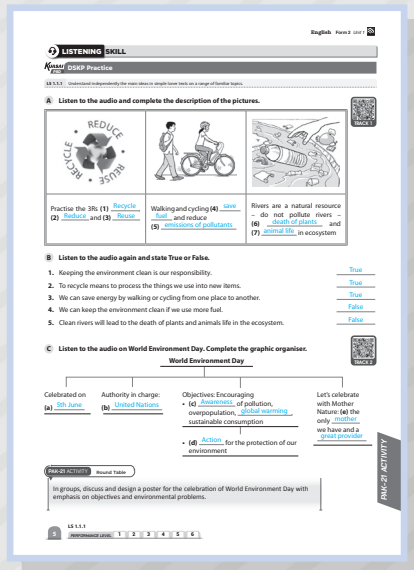 English Form 2 Unit 1
LISTENING SKILL
KUASAI PBD DSKP Practice
LS 1.1.1 Understand independently the main ideas in simple longer texts on a range of familiar topics.
A Listen to the audio and complete the description of the pictures.
TRACK 1
REDUCE
REUSE
RECYCLE
Practise the 3Rs (1) Recycle
(2) Reduce and (3) Reuse
Walking and cycling (4) save
fuel and reduce
(5) emissions of pollutants
Rivers are a natural resource
– do not pollute rivers –
(6) death of plants and
(7) animal life in ecosystem
B Listen to the audio again and state True or False.
1. Keeping the environment clean is our responsibility. True
2. To recycle means to process the things we use into new items. True
3. We can save energy by walking or cycling from one place to another. True
4. We can keep the environment clean if we use more fuel. False
5. Clean rivers will lead to the death of plants and animals life in the ecosystem. False
C Listen to the audio on World Environment Day. Complete the graphic organiser.
TRACK 2
World Environment Day
Celebrated on
(a) 5th June
Authority in charge:
(b) United Nations
Objectives: Encouraging
• (c) Awareness of pollution,
overpopulation, global warming,
sustainable consumption
• (d) Action for the protection of our
environment
Let's celebrate
with Mother
Nature: (e) the
only mother
we have and a
great provider
PAK-21 ACTIVITY
PAK-21 ACTIVITY Round Table
In groups, discuss and design a poster for the celebration of World Environment Day with
emphasis on objectives and environmental problems.
LS 1.1.1
PERFORMANCE LEVEL 1 2 3 4 5 6